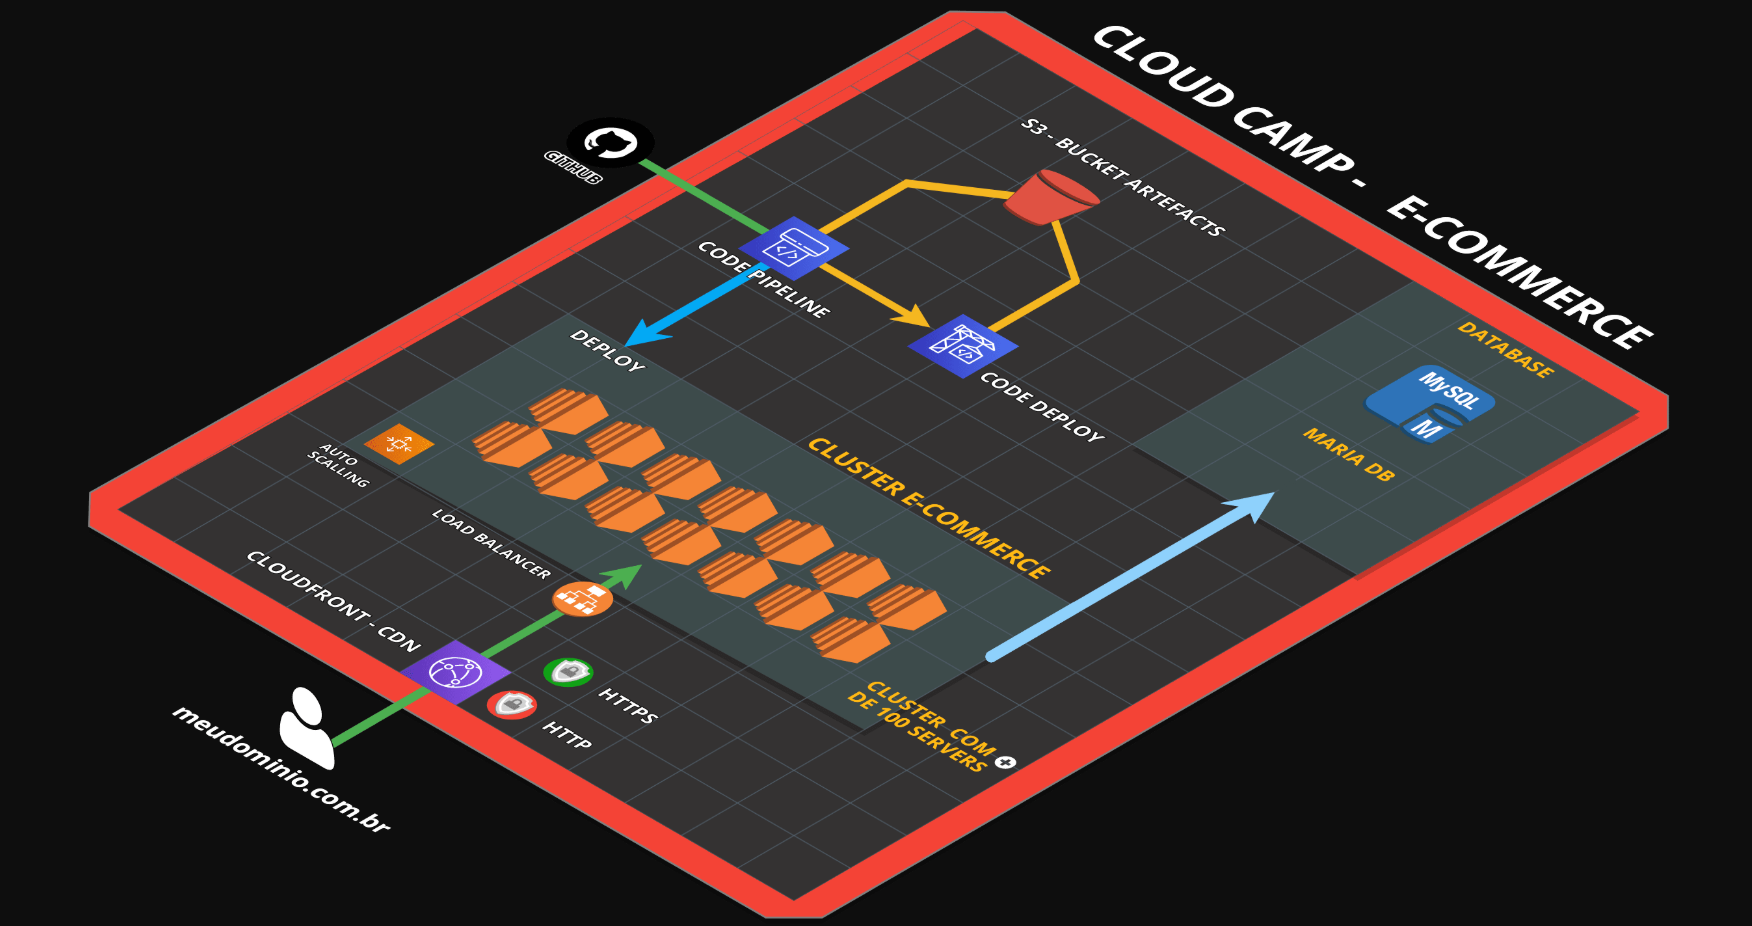 CLOUD CAMP - E-COMMERCE
GITHUB
S3 - BUCKET ARTEFACTS
CODE PIPELINE
DEPLOY
CODE DEPLOY
DATABASE
MySQL
M
MARIA DB
CLUSTER E-COMMERCE
AUTO
SCALLING
LOAD BALANCER
CLOUDFRONT - CDN
HTTPS
HTTP
CLUSTER COM
DE 100 SERVERS
meudominio.com.br